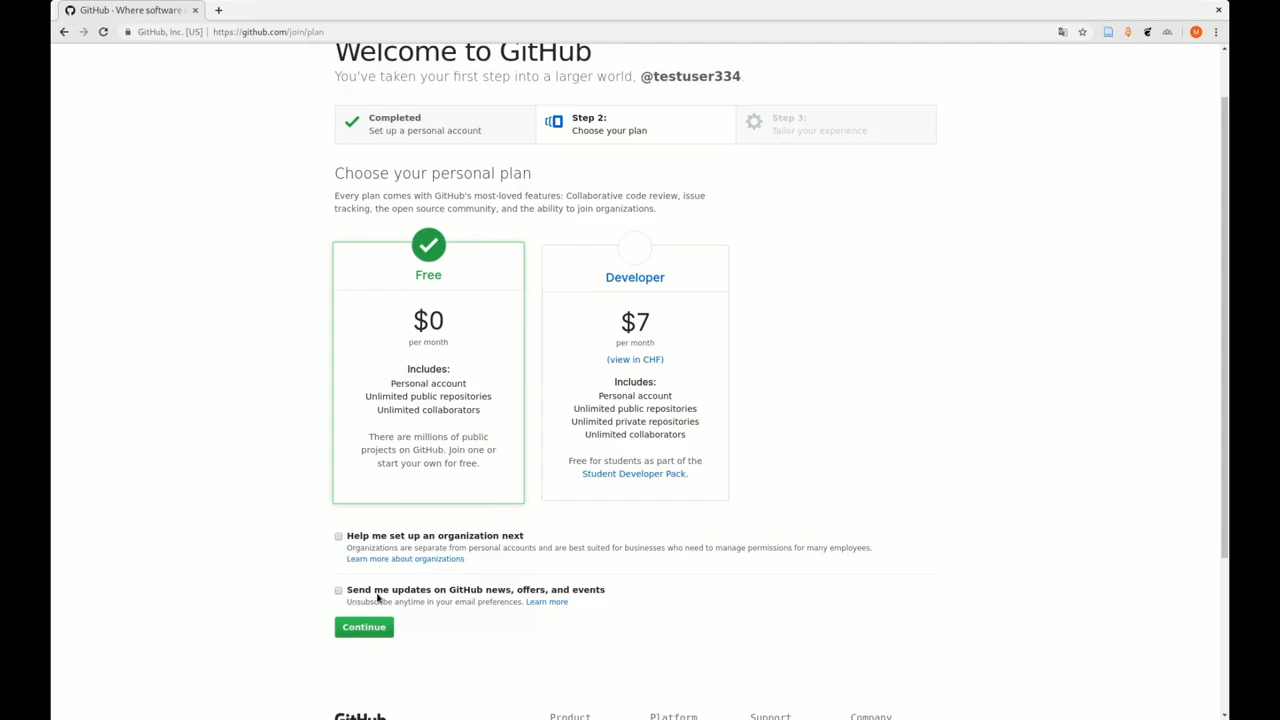 GitHub · Where software
GitHub, Inc. [US]
https://github.com/join/plan
M
Welcome to GitHub
You've taken your first step into a larger world, @testuser334.
Completed
Set up a personal account
Step 2:
Choose your plan
Step 3:
Tailor your experience
Choose your personal plan
Every plan comes with GitHub's most-loved features: Collaborative code review, issue
tracking, the open source community, and the ability to join organizations.
Free
$0
per month
Includes:
Personal account
Unlimited public repositories
Unlimited collaborators
There are millions of public
projects on GitHub. Join one or
start your own for free.
Developer
$7
per month
(view in CHF)
Includes:
Personal account
Unlimited public repositories
Unlimited private repositories
Unlimited collaborators
Free for students as part of the
Student Developer Pack.
Help me set up an organization next
Organizations are separate from personal accounts and are best suited for businesses who need to manage permissions for many employees.
Learn more about organizations
Send me updates on GitHub news, offers, and events
Unsubscribe anytime in your email preferences. Learn more
Continue
GitHub
Product
Platform
Support
Company